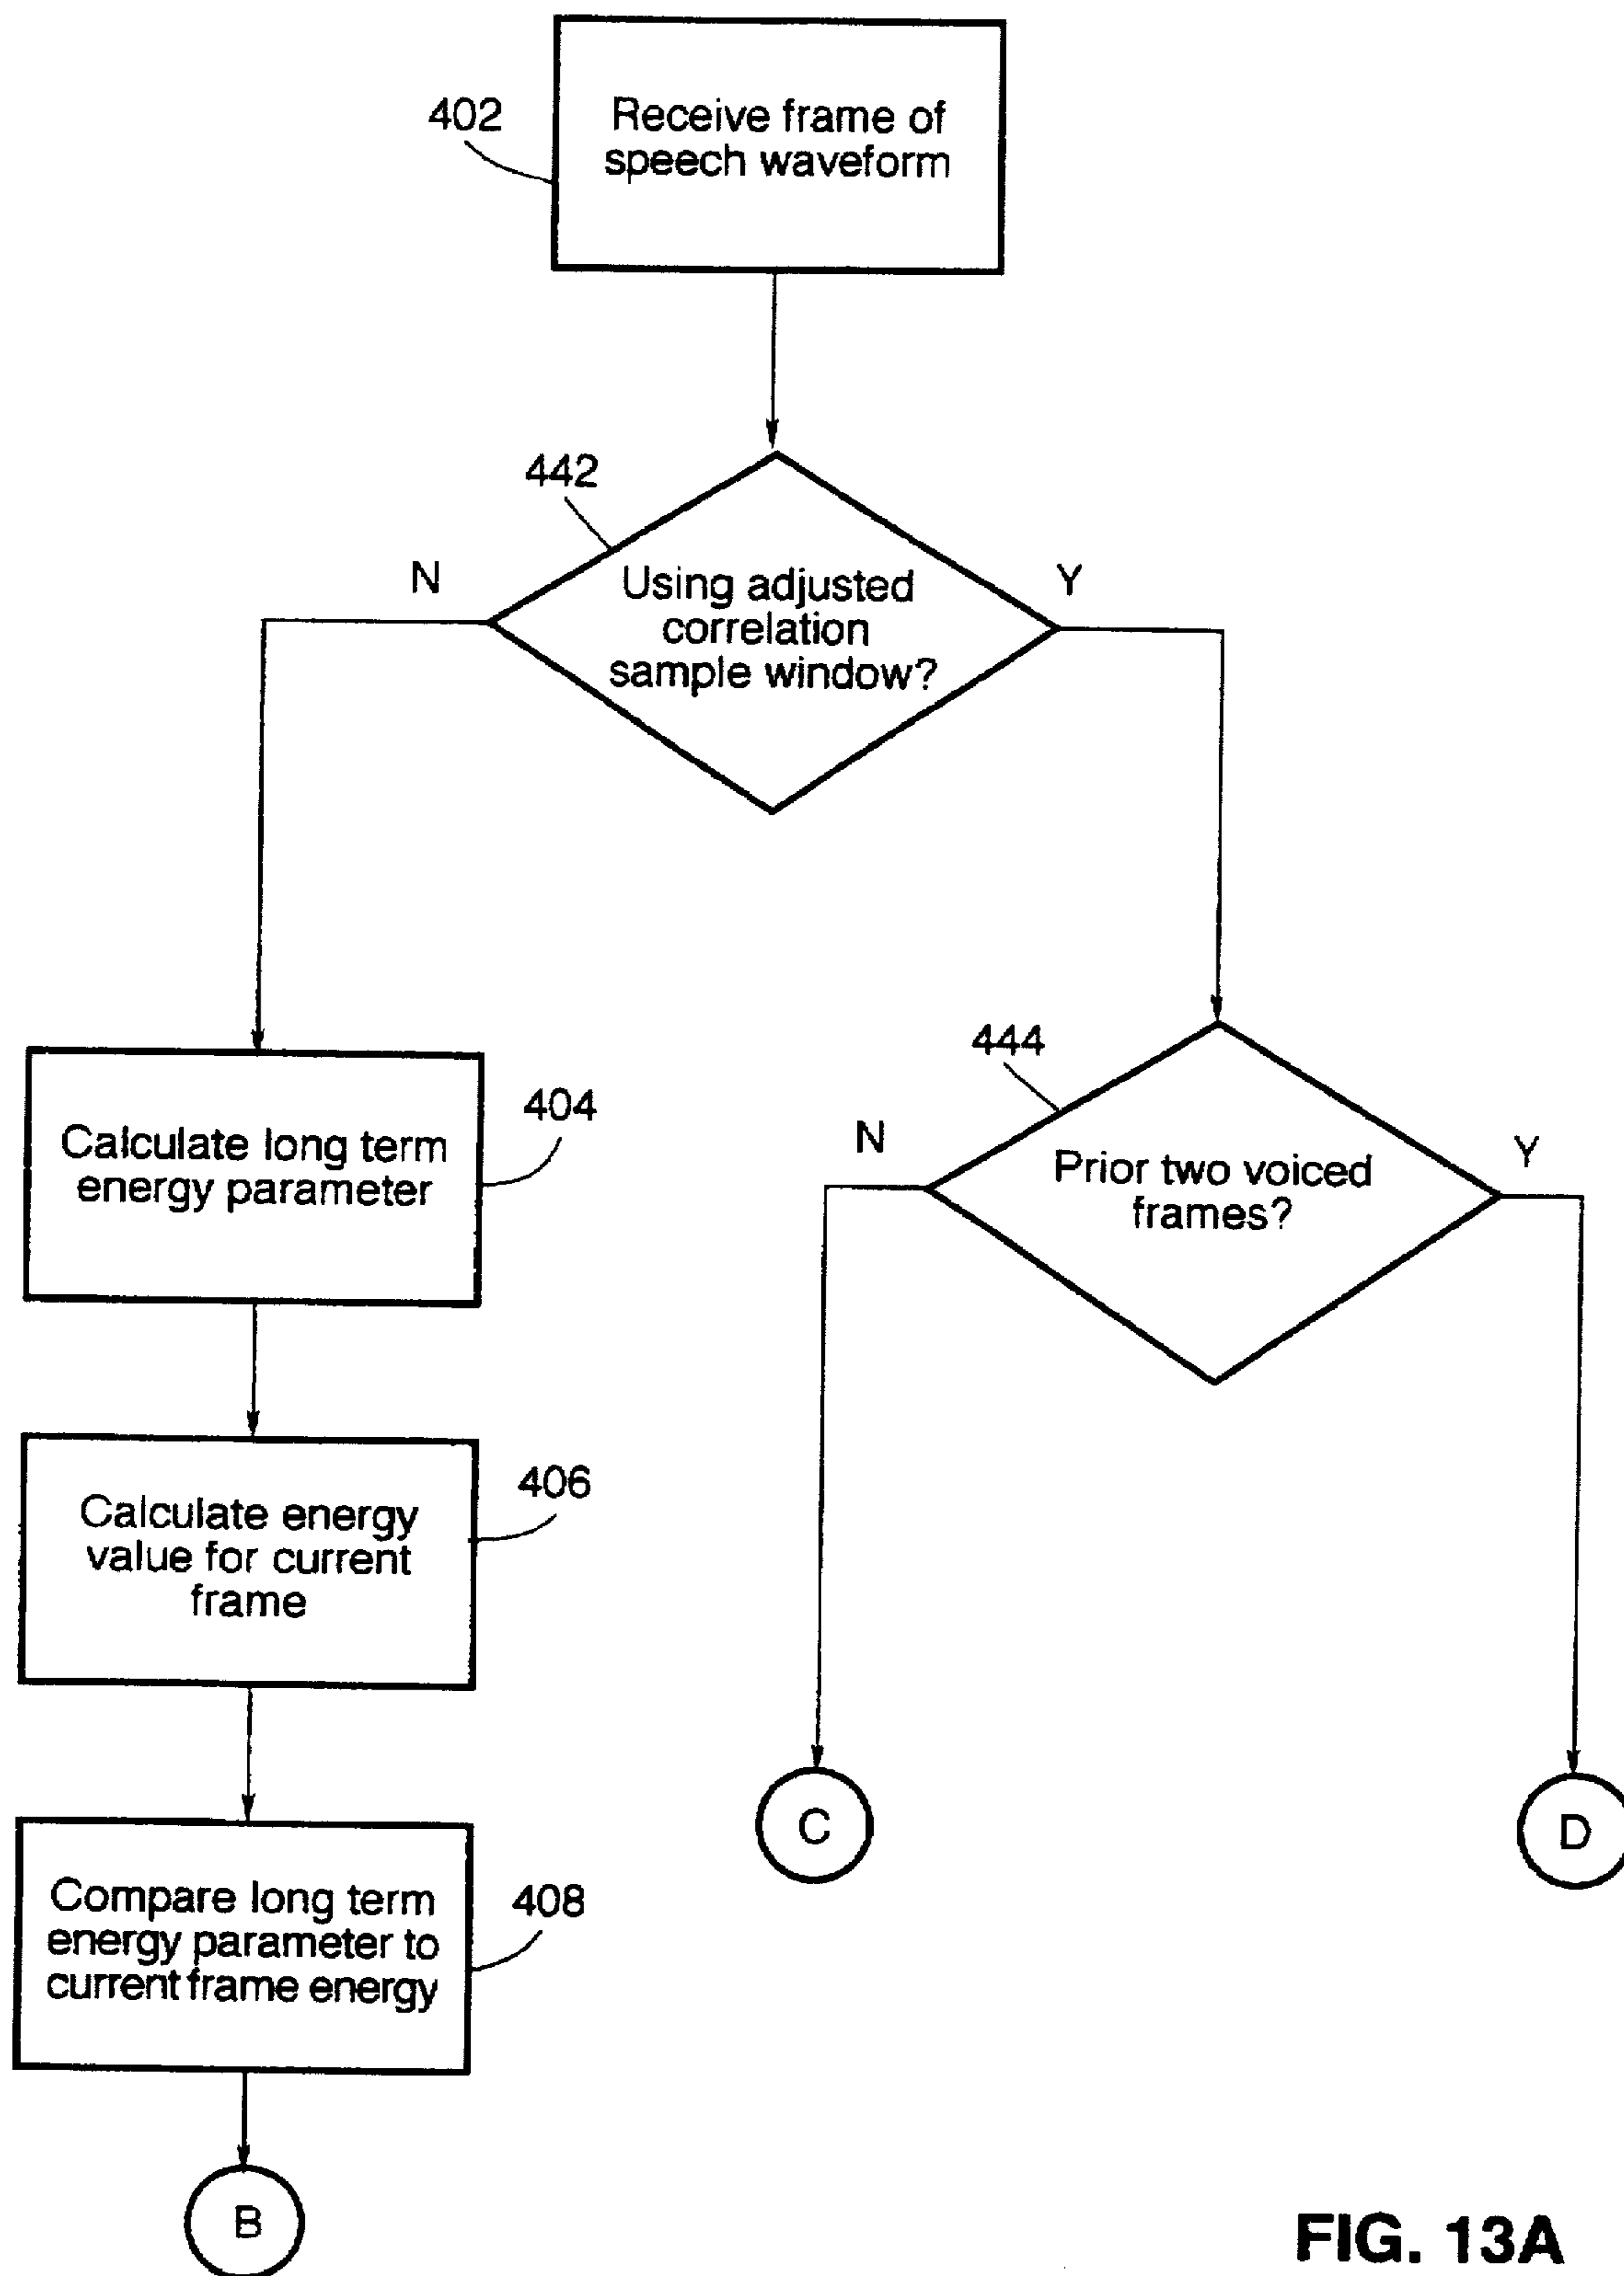 402
Receive frame of
speech waveform
442
N
Using adjusted
correlation
sample window?
Y
404
Calculate long term
energy parameter
444
N
Prior two voiced
frames?
Y
406
Calculate energy
value for current
frame
408
Compare long term
energy parameter to
current frame energy
C
D
B
FIG. 13A